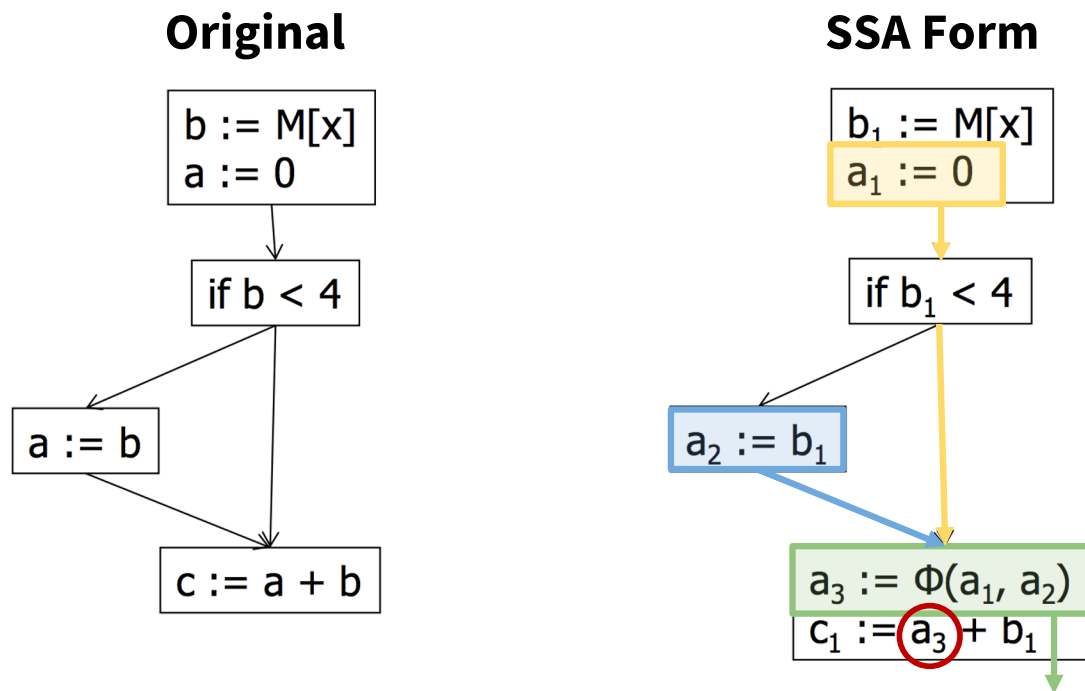 Original
b := M[x]
a := 0
if b < 4
a := b
c := a + b
SSA Form
b₁ := M[x]
a₁ := 0
if b₁ < 4
a₂ := b₁
a₃ := Φ(a₁, a₂)
c₁ := a₃ + b₁